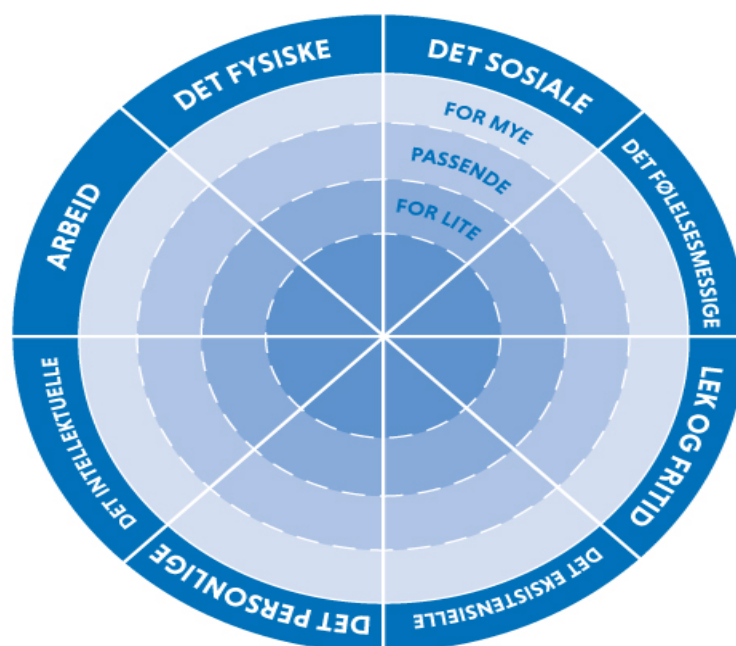 DET FYSISKE
DET SOSIALE
FOR MYE
PASSENDE
FOR LITE
DET FØLELSESMESSIGE
LEK OG FRITID
DET EKSISTENSIELLE
DET PERSONLIGE
DET INTELLEKTUELLE
ARBEID